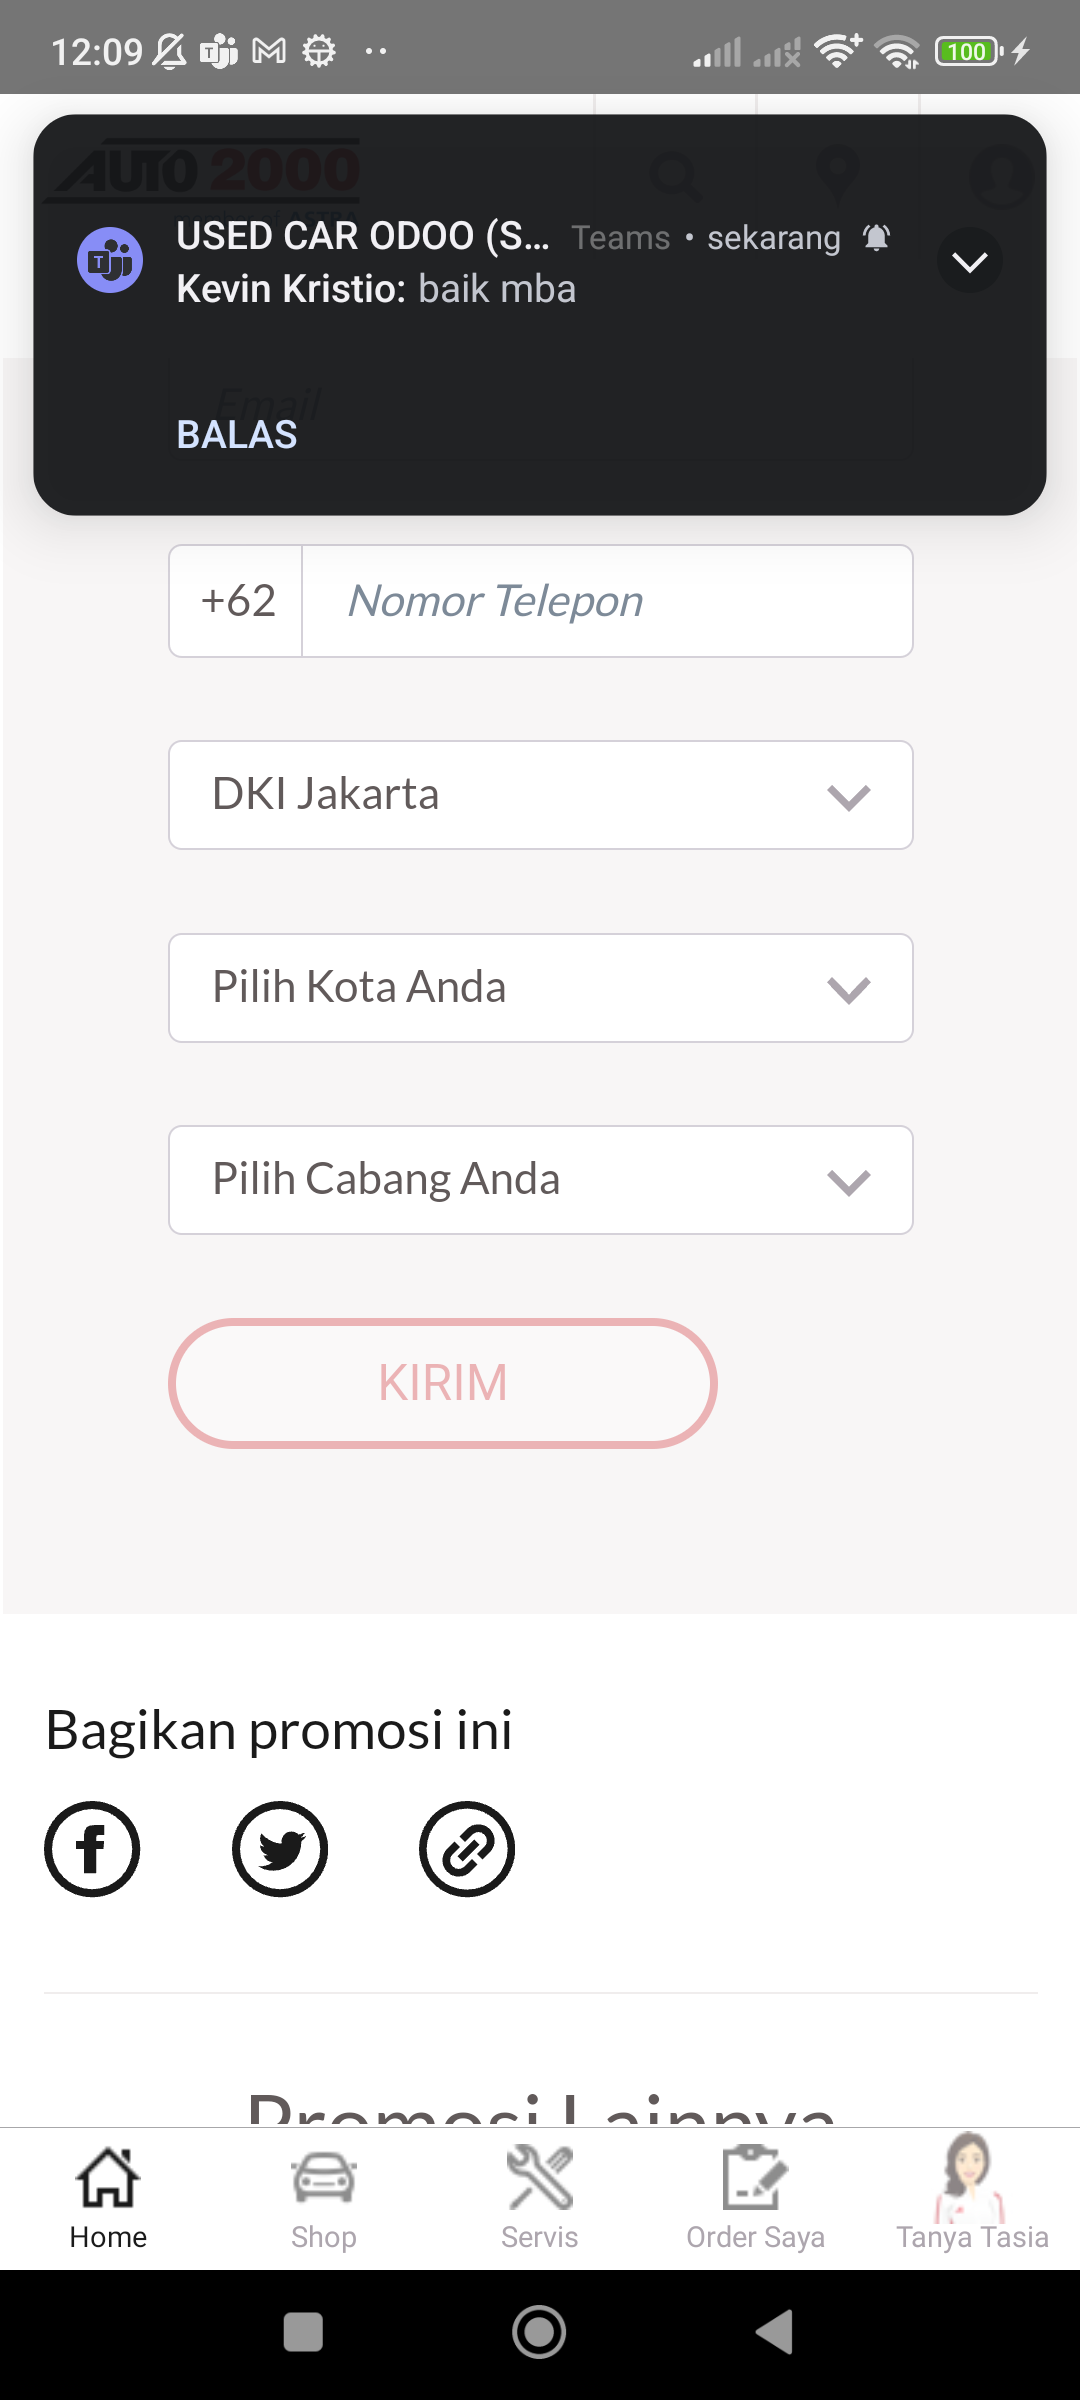 12:09
100
AUTO 2000
USED CAR ODOO (S... Teams • sekarang
Kevin Kristio: baik mba
Email
BALAS
+62 Nomor Telepon
DKI Jakarta
Pilih Kota Anda
Pilih Cabang Anda
KIRIM
Bagikan promosi ini
Promosi Lainnya
Home Shop Servis Order Saya Tanya Tasia